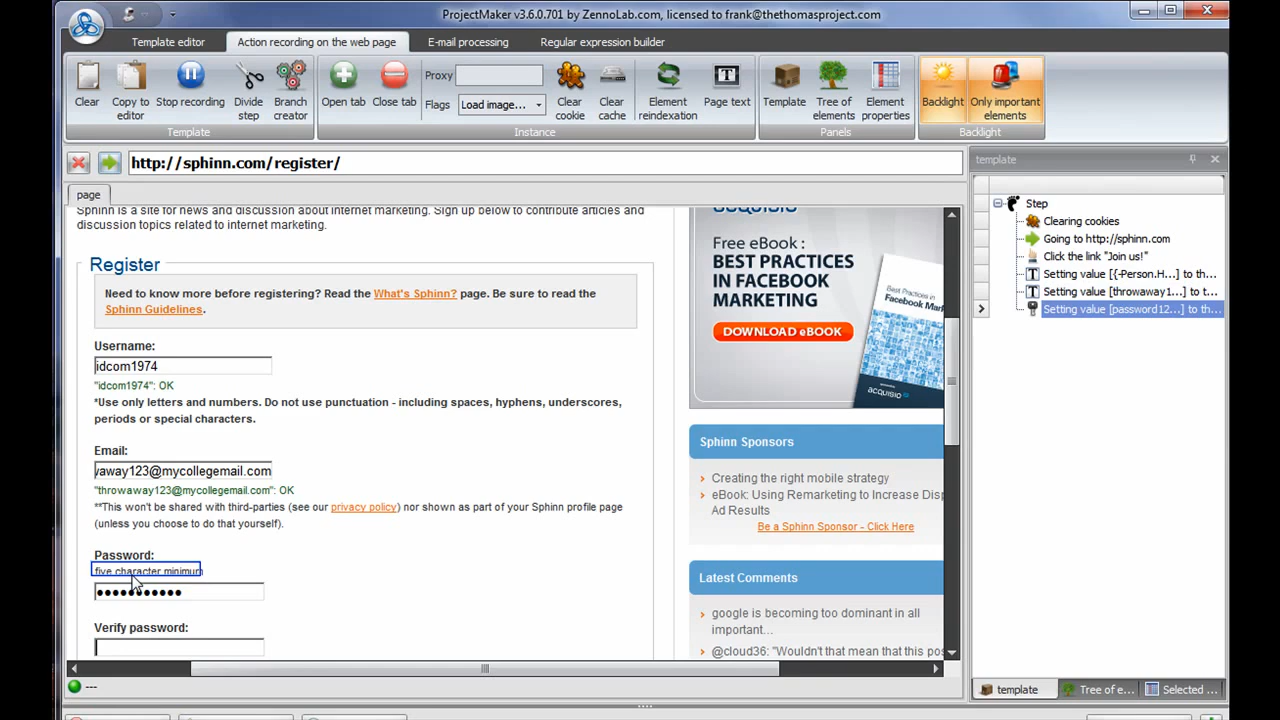 ProjectMaker v3.6.0.701 by ZennoLab.com, licensed to frank@thethomasproject.com
Template editor
Action recording on the web page
E-mail processing
Regular expression builder
Clear
Copy to editor
Stop recording
Divide step
Branch creator
Open tab
Close tab
Proxy
Flags
Load image...
Clear cookie
Clear cache
Element reindexation
Page text
Template
Tree of elements
Element properties
Backlight
Only important elements
Template
Instance
Panels
Backlight
http://sphinn.com/register/
template
page
Step
Clearing cookies
Going to http://sphinn.com
Click the link "Join us!"
Setting value [{-Person.H...] to th...
Setting value [throwaway1...] to t...
Setting value [password12...] to th...
Sphinn is a site for news and discussion about internet marketing. Sign up below to contribute articles and
discussion topics related to internet marketing.
Register
Need to know more before registering? Read the What's Sphinn? page. Be sure to read the
Sphinn Guidelines.
Username:
idcom1974
"idcom1974": OK
*Use only letters and numbers. Do not use punctuation - including spaces, hyphens, underscores,
periods or special characters.
Email:
waway123@mycollegemail.com
"throwaway123@mycollegemail.com": OK
**This won't be shared with third-parties (see our privacy policy) nor shown as part of your Sphinn profile page
(unless you choose to do that yourself).
Password:
five character minimum
Verify password:
acquisio
Free eBook :
BEST PRACTICES
IN FACEBOOK
MARKETING
DOWNLOAD eBOOK
Best Practices in
Facebook Mar
acquisio
Sphinn Sponsors
Creating the right mobile strategy
eBook: Using Remarketing to Increase Disp
Ad Results
Be a Sphinn Sponsor - Click Here
Latest Comments
google is becoming too dominant in all
important...
@cloud36: "Wouldn't that mean that this pos
---
template
Tree of e...
Selected ...